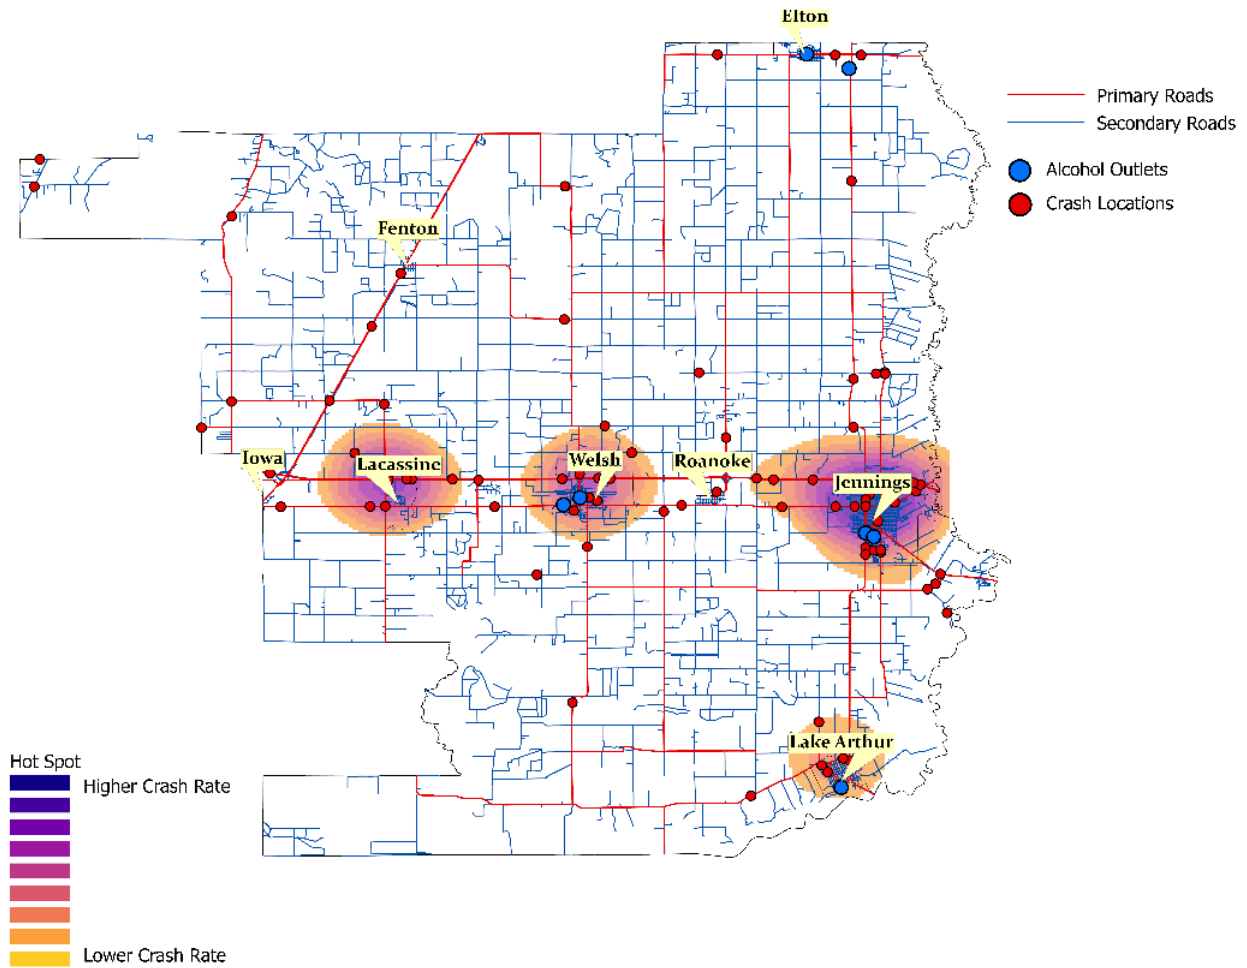 Elton
Primary Roads
Secondary Roads
Alcohol Outlets
Crash Locations
Fenton
Iowa
Lacassine
Welsh
Roanoke
Jennings
Lake Arthur
Hot Spot
Higher Crash Rate
Lower Crash Rate